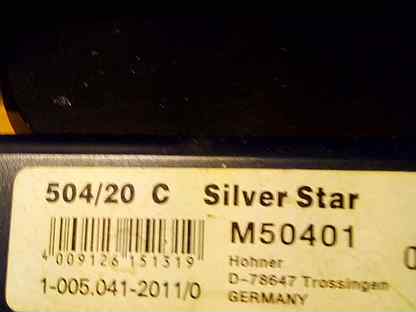 504/20 C Silver Star
M50401
4 009126 151319
Hohner
D-78647 Trossingen
1-005.041-2011/0
GERMANY